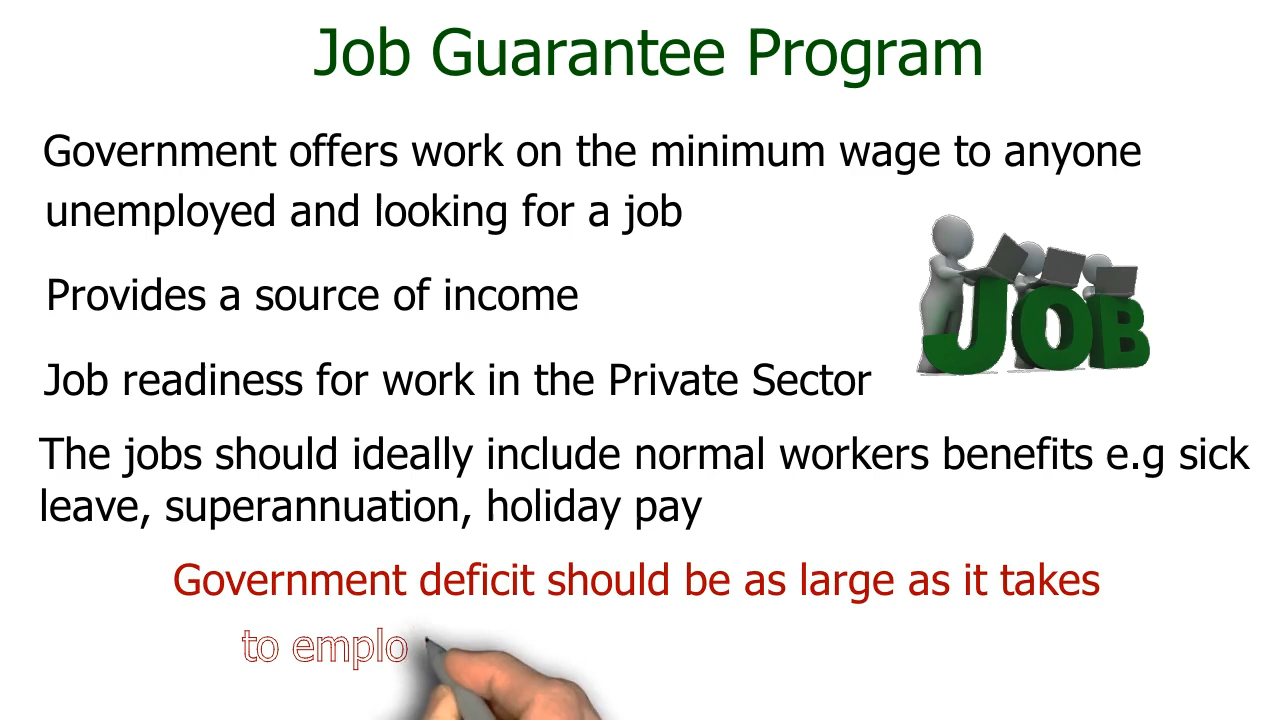 Job Guarantee Program
Government offers work on the minimum wage to anyone
unemployed and looking for a job
Provides a source of income
JOB
Job readiness for work in the Private Sector
The jobs should ideally include normal workers benefits e.g sick
leave, superannuation, holiday pay
Government deficit should be as large as it takes
to emplo